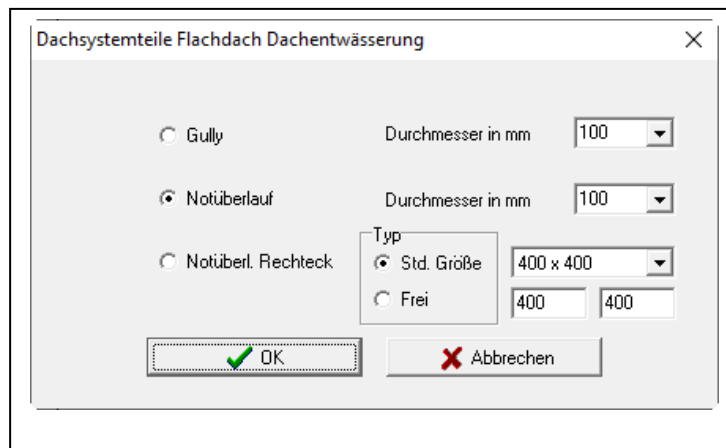 Dachsystemteile Flachdach Dachentwässerung
Gully Durchmesser in mm 100
Notüberlauf Durchmesser in mm 100
Typ
Notüberl. Rechteck Std. Größe 400 x 400
Frei 400 400
OK Abbrechen